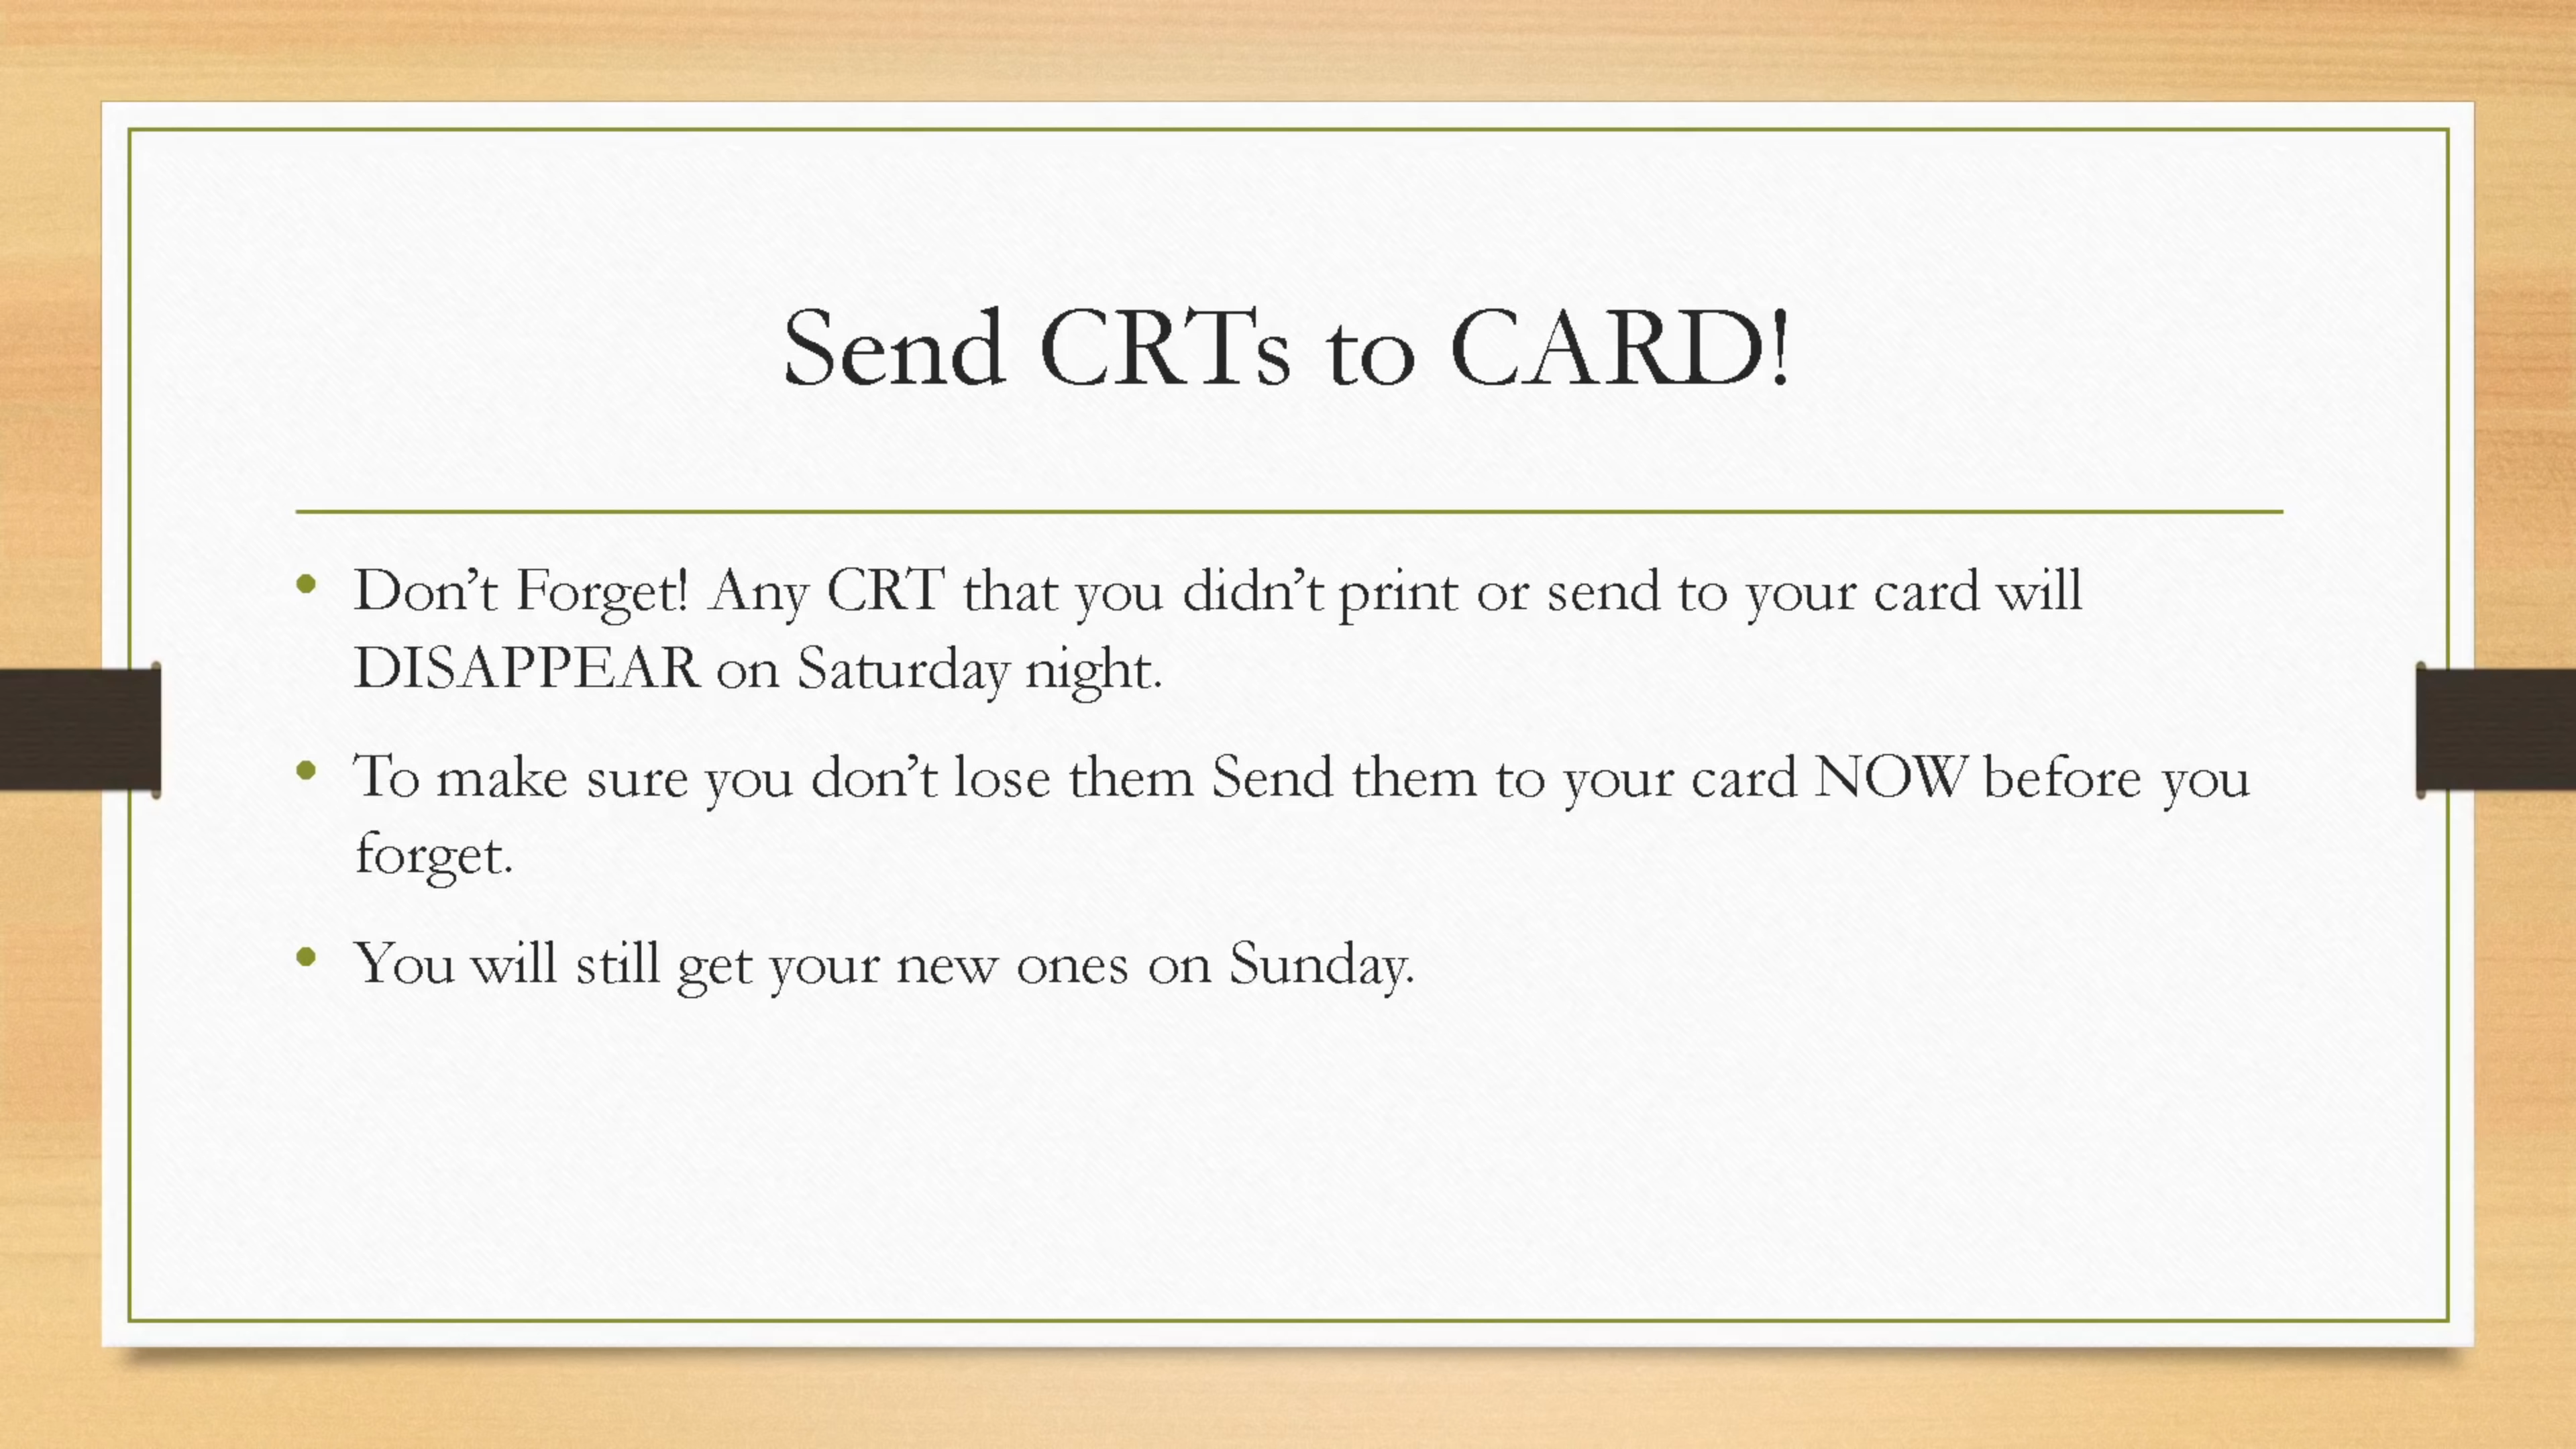 Send CRTs to CARD!
• Don’t Forget! Any CRT that you didn’t print or send to your card will
DISAPPEAR on Saturday night.
• To make sure you don’t lose them Send them to your card NOW before you
forget.
• You will still get your new ones on Sunday.